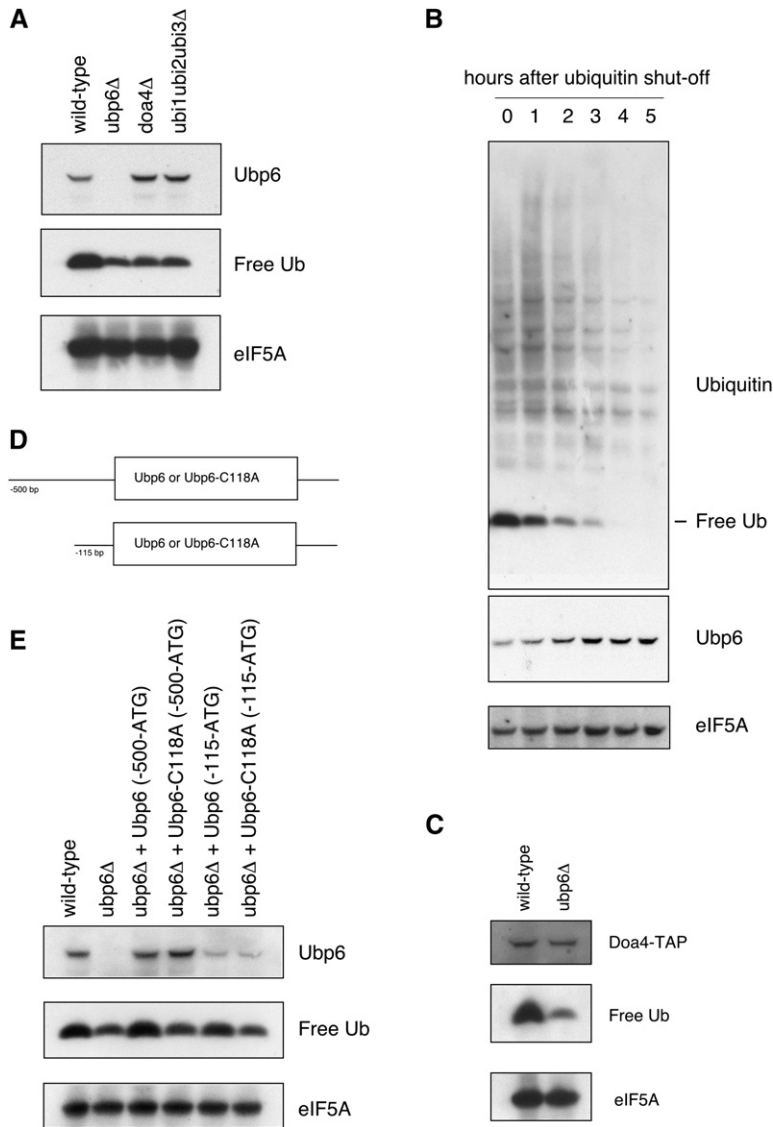 A
wild-type
ubp6Δ
doa4Δ
ubi1ubi2ubi3Δ
Ubp6
Free Ub
eIF5A
B
hours after ubiquitin shut-off
0 1 2 3 4 5
Ubiquitin
– Free Ub
Ubp6
eIF5A
D
Ubp6 or Ubp6-C118A
-500 bp
Ubp6 or Ubp6-C118A
-115 bp
E
wild-type
ubp6Δ
ubp6Δ + Ubp6 (-500-ATG)
ubp6Δ + Ubp6-C118A (-500-ATG)
ubp6Δ + Ubp6 (-115-ATG)
ubp6Δ + Ubp6-C118A (-115-ATG)
Ubp6
Free Ub
eIF5A
C
wild-type
ubp6Δ
Doa4-TAP
Free Ub
eIF5A